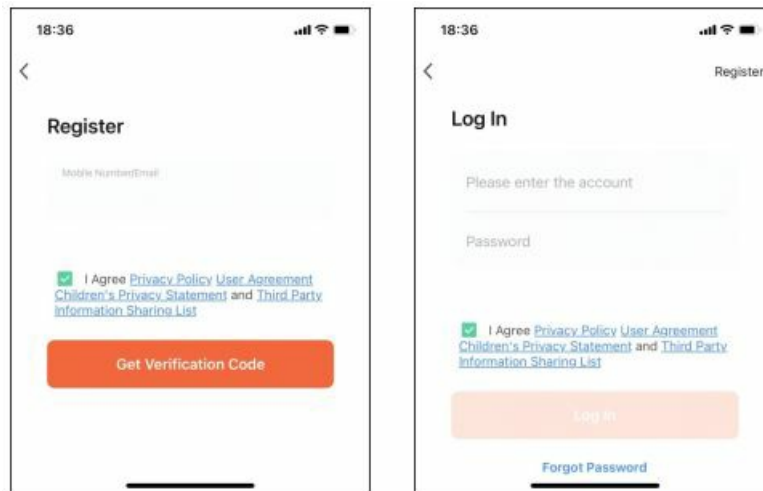 18:36
Register
Mobile Number/Email
I Agree Privacy Policy User Agreement
Children's Privacy Statement and Third Party
Information Sharing List
Get Verification Code
18:36
Register
Log In
Please enter the account
Password
I Agree Privacy Policy User Agreement
Children's Privacy Statement and Third Party
Information Sharing List
Log In
Forgot Password